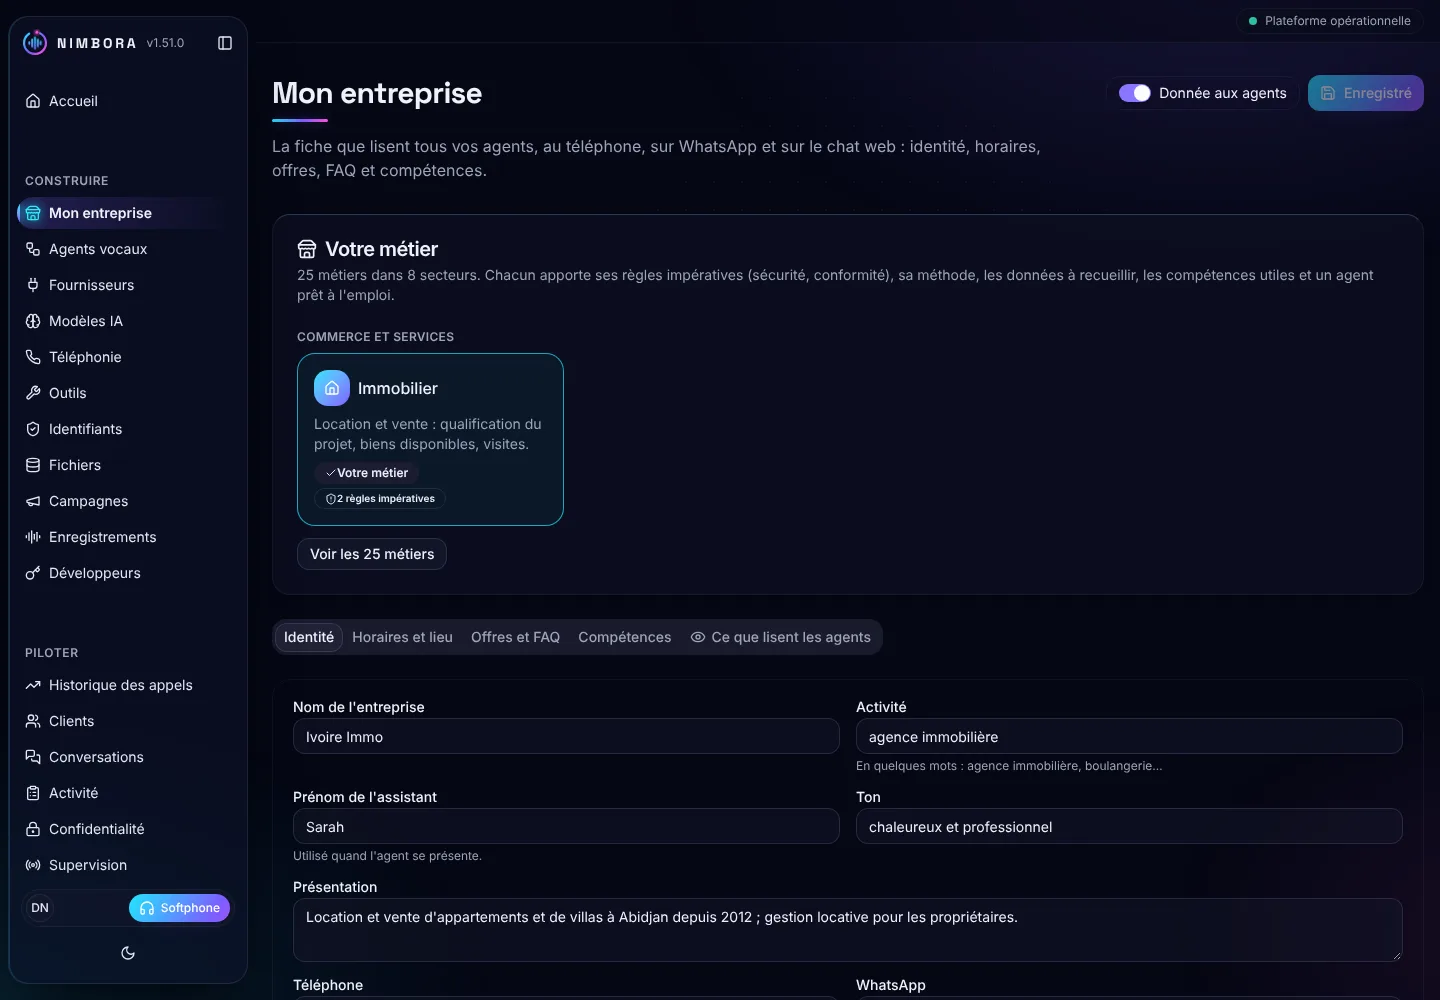 NIMBORA v1.51.0
Plateforme opérationnelle
Accueil
CONSTRUIRE
Mon entreprise
Agents vocaux
Fournisseurs
Modèles IA
Téléphonie
Outils
Identifiants
Fichiers
Campagnes
Enregistrements
Développeurs
PILOTER
Historique des appels
Clients
Conversations
Activité
Confidentialité
Supervision
DN
Softphone
Mon entreprise
Donnée aux agents
Enregistré
La fiche que lisent tous vos agents, au téléphone, sur WhatsApp et sur le chat web : identité, horaires,
offres, FAQ et compétences.
Votre métier
25 métiers dans 8 secteurs. Chacun apporte ses règles impératives (sécurité, conformité), sa méthode, les données à recueillir, les compétences utiles et un agent
prêt à l'emploi.
COMMERCE ET SERVICES
Immobilier
Location et vente : qualification du
projet, biens disponibles, visites.
Votre métier
2 règles impératives
Voir les 25 métiers
Identité Horaires et lieu Offres et FAQ Compétences Ce que lisent les agents
Nom de l'entreprise
Ivoire Immo
Activité
agence immobilière
En quelques mots : agence immobilière, boulangerie…
Prénom de l'assistant
Sarah
Utilisé quand l'agent se présente.
Ton
chaleureux et professionnel
Présentation
Location et vente d'appartements et de villas à Abidjan depuis 2012 ; gestion locative pour les propriétaires.
Téléphone
WhatsApp